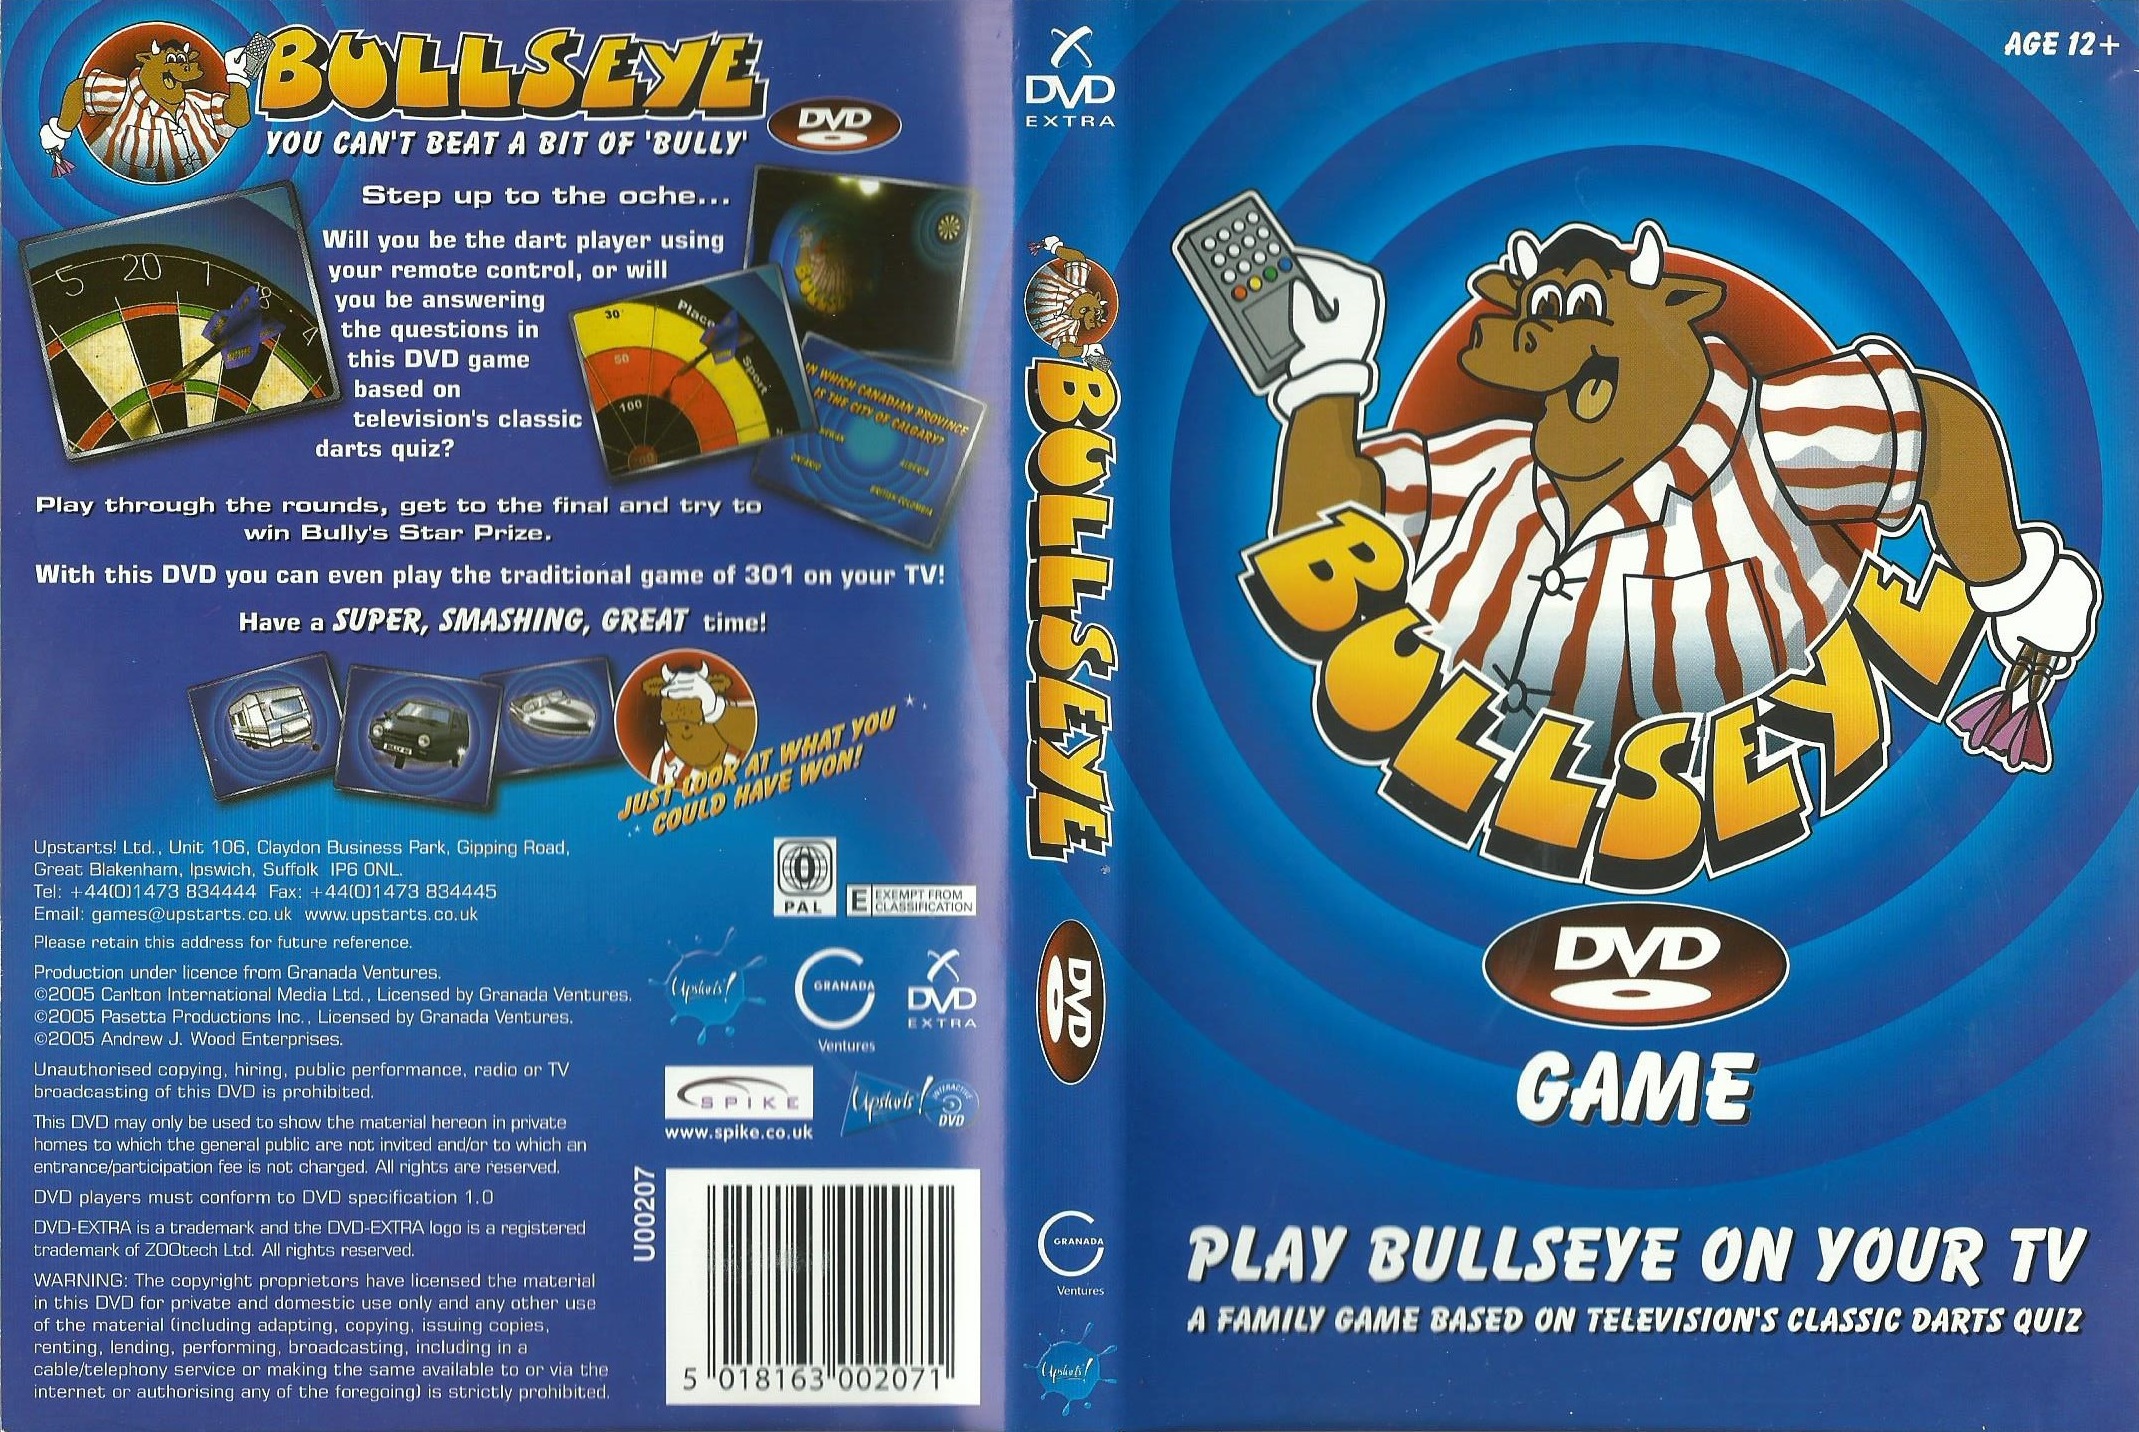 BULLSEYE
DVD
YOU CAN'T BEAT A BIT OF 'BULLY'
Step up to the oche...
Will you be the dart player using
your remote control, or will
you be answering
the questions in
this DVD game
based on
television's classic
darts quiz?
5 20 1 18 4
30
50
100
Place
Sport
IN WHICH CANADIAN PROVINCE
IS THE CITY OF CALGARY?
ONTARIO
ALBERTA
BRITISH COLUMBIA
Play through the rounds, get to the final and try to
win Bully's Star Prize.
With this DVD you can even play the traditional game of 301 on your TV!
Have a SUPER, SMASHING, GREAT time!
JUST LOOK AT WHAT YOU
COULD HAVE WON!
Upstarts! Ltd., Unit 106, Claydon Business Park, Gipping Road,
Great Blakenham, Ipswich, Suffolk IP6 0NL.
Tel: +44(0)1473 834444 Fax: +44(0)1473 834445
Email: games@upstarts.co.uk www.upstarts.co.uk
Please retain this address for future reference.
Production under licence from Granada Ventures.
©2005 Carlton International Media Ltd., Licensed by Granada Ventures.
©2005 Pasetta Productions Inc., Licensed by Granada Ventures.
©2005 Andrew J. Wood Enterprises.
Unauthorised copying, hiring, public performance, radio or TV
broadcasting of this DVD is prohibited.
This DVD may only be used to show the material hereon in private
homes to which the general public are not invited and/or to which an
entrance/participation fee is not charged. All rights are reserved.
DVD players must conform to DVD specification 1.0
DVD-EXTRA is a trademark and the DVD-EXTRA logo is a registered
trademark of ZOOtech Ltd. All rights reserved.
WARNING: The copyright proprietors have licensed the material
in this DVD for private and domestic use only and any other use
of the material (including adapting, copying, issuing copies,
renting, lending, performing, broadcasting, including in a
cable/telephony service or making the same available to or via the
internet or authorising any of the foregoing) is strictly prohibited.
PAL
E EXEMPT FROM
CLASSIFICATION
Upstarts!
GRANADA
Ventures
DVD
EXTRA
SPIKE
www.spike.co.uk
Upstarts!
INTERACTIVE
DVD
U00207
5 018163 002071
DVD
EXTRA
BULLSEYE
DVD
GRANADA
Ventures
Upstarts!
AGE 12+
BULLSEYE
DVD
GAME
PLAY BULLSEYE ON YOUR TV
A FAMILY GAME BASED ON TELEVISION'S CLASSIC DARTS QUIZ